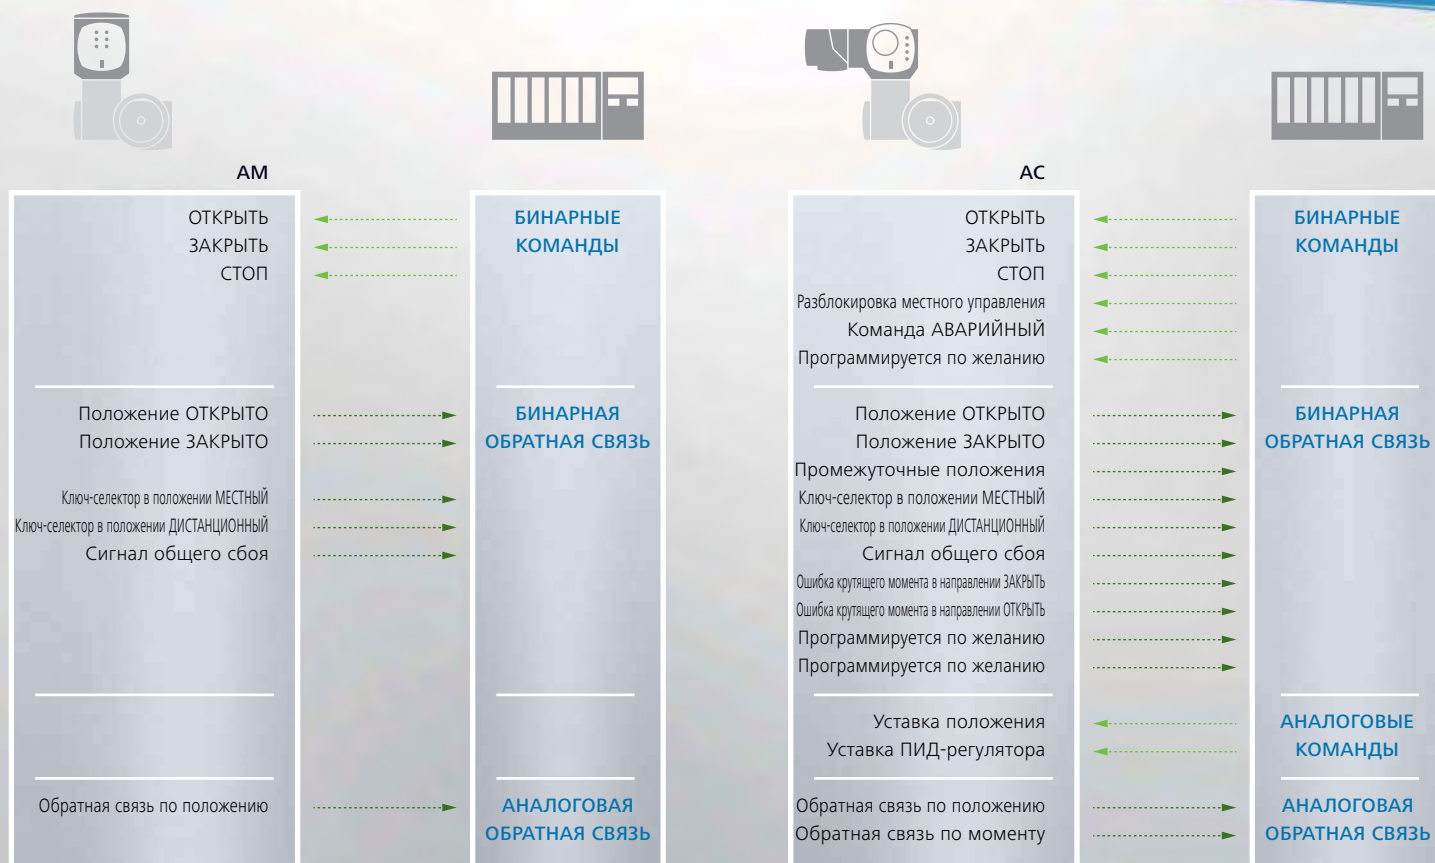 AM
ОТКРЫТЬ
ЗАКРЫТЬ
СТОП
БИНАРНЫЕ
КОМАНДЫ
Положение ОТКРЫТО
Положение ЗАКРЫТО
Ключ-селектор в положении МЕСТНЫЙ
Ключ-селектор в положении ДИСТАНЦИОННЫЙ
Сигнал общего сбоя
БИНАРНАЯ
ОБРАТНАЯ СВЯЗЬ
Обратная связь по положению
АНАЛОГОВАЯ
ОБРАТНАЯ СВЯЗЬ
AC
ОТКРЫТЬ
ЗАКРЫТЬ
СТОП
Разблокировка местного управления
Команда АВАРИЙНЫЙ
Программируется по желанию
БИНАРНЫЕ
КОМАНДЫ
Положение ОТКРЫТО
Положение ЗАКРЫТО
Промежуточные положения
Ключ-селектор в положении МЕСТНЫЙ
Ключ-селектор в положении ДИСТАНЦИОННЫЙ
Сигнал общего сбоя
Ошибка крутящего момента в направлении ЗАКРЫТЬ
Ошибка крутящего момента в направлении ОТКРЫТЬ
Программируется по желанию
Программируется по желанию
БИНАРНАЯ
ОБРАТНАЯ СВЯЗЬ
Уставка положения
Уставка ПИД-регулятора
АНАЛОГОВЫЕ
КОМАНДЫ
Обратная связь по положению
Обратная связь по моменту
АНАЛОГОВАЯ
ОБРАТНАЯ СВЯЗЬ